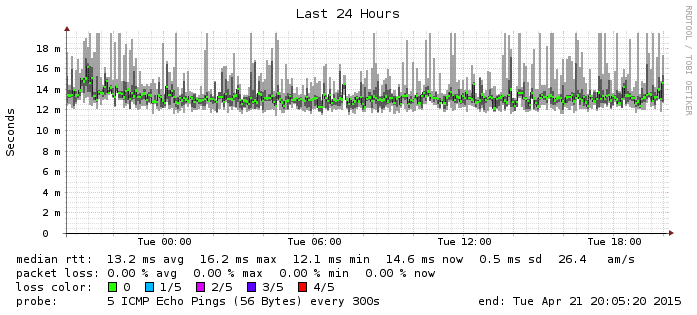 Last 24 Hours
RRDTOOL / TOBI OETIKER
Seconds
18 m
16 m
14 m
12 m
10 m
8 m
6 m
4 m
2 m
0
Tue 00:00 Tue 06:00 Tue 12:00 Tue 18:00
median rtt: 13.2 ms avg 16.2 ms max 12.1 ms min 14.6 ms now 0.5 ms sd 26.4 am/s
packet loss: 0.00 % avg 0.00 % max 0.00 % min 0.00 % now
loss color: 0 1/5 2/5 3/5 4/5
probe: 5 ICMP Echo Pings (56 Bytes) every 300s end: Tue Apr 21 20:05:20 2015